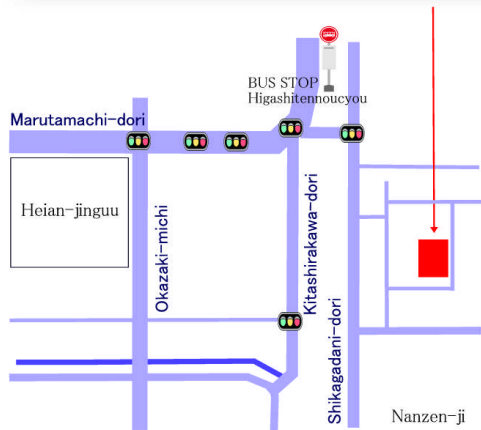 BUS STOP
Higashitennoucyou
Marutamachi-dori
Heian-jinguu
Okazaki-michi
Kitashirakawa-dori
Shikagadani-dori
Nanzen-ji